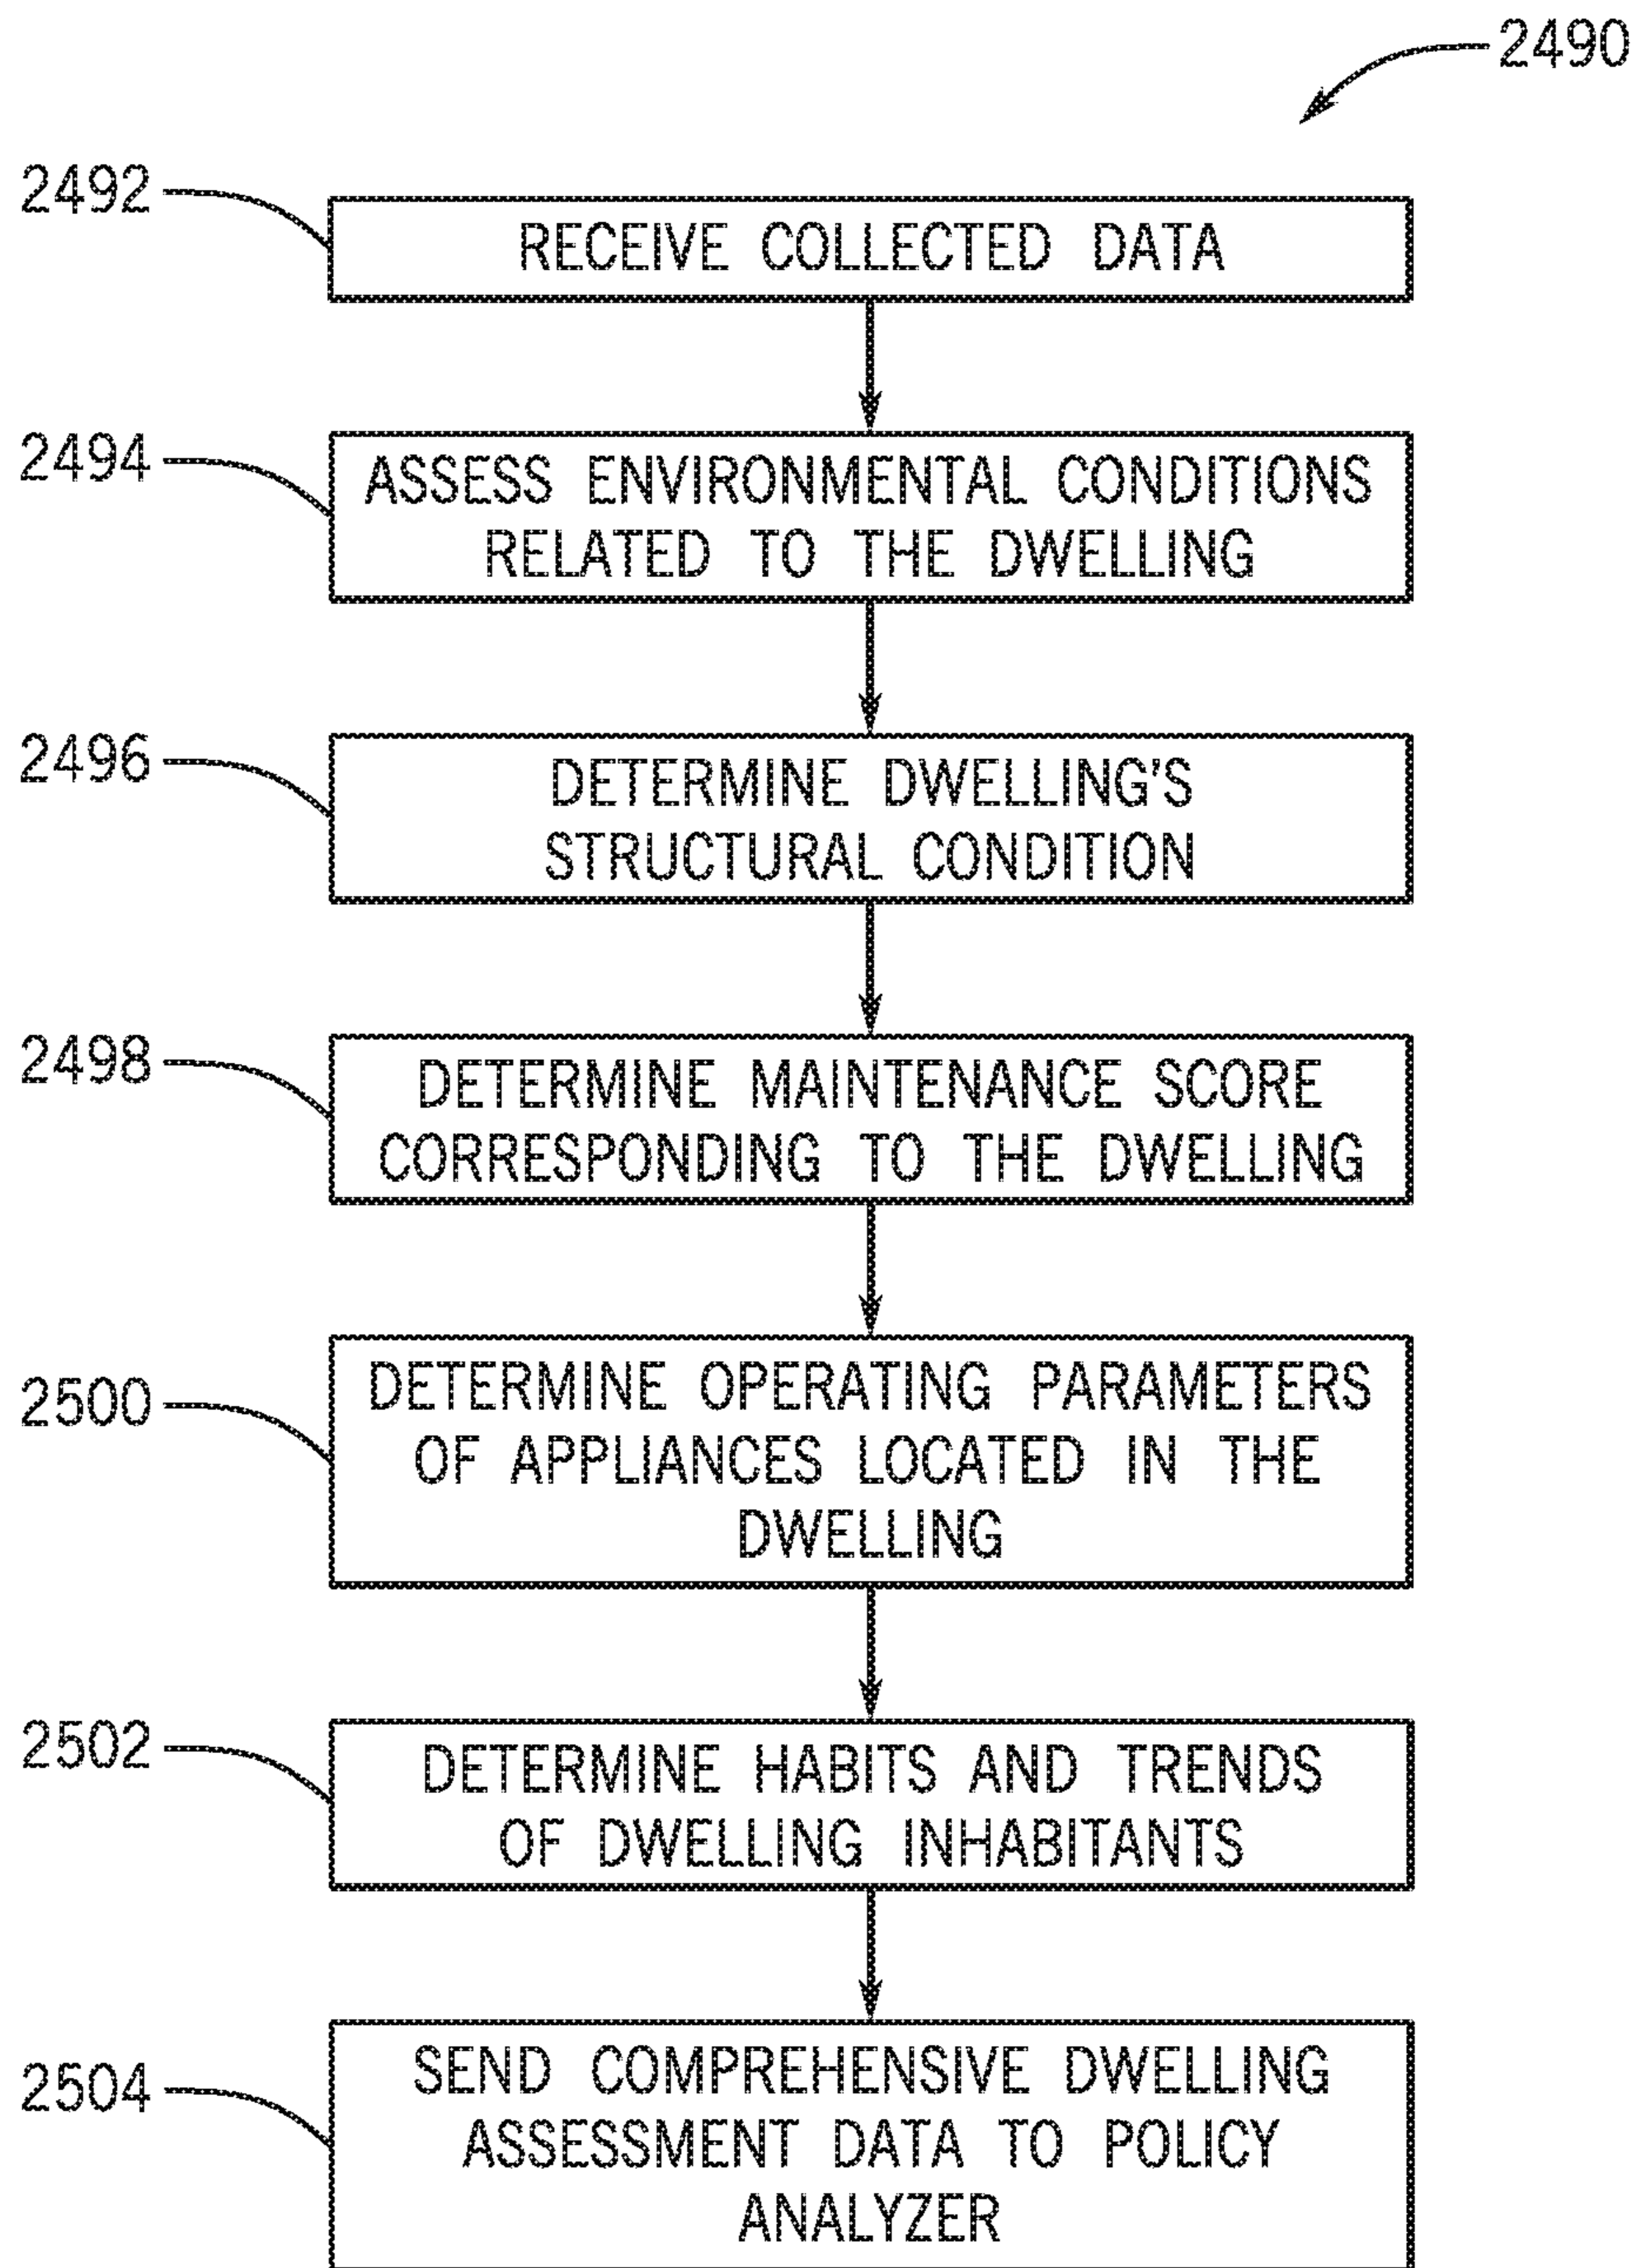 2490
2492
RECEIVE COLLECTED DATA
2494
ASSESS ENVIRONMENTAL CONDITIONS
RELATED TO THE DWELLING
2496
DETERMINE DWELLING'S
STRUCTURAL CONDITION
2498
DETERMINE MAINTENANCE SCORE
CORRESPONDING TO THE DWELLING
2500
DETERMINE OPERATING PARAMETERS
OF APPLIANCES LOCATED IN THE
DWELLING
2502
DETERMINE HABITS AND TRENDS
OF DWELLING INHABITANTS
2504
SEND COMPREHENSIVE DWELLING
ASSESSMENT DATA TO POLICY
ANALYZER